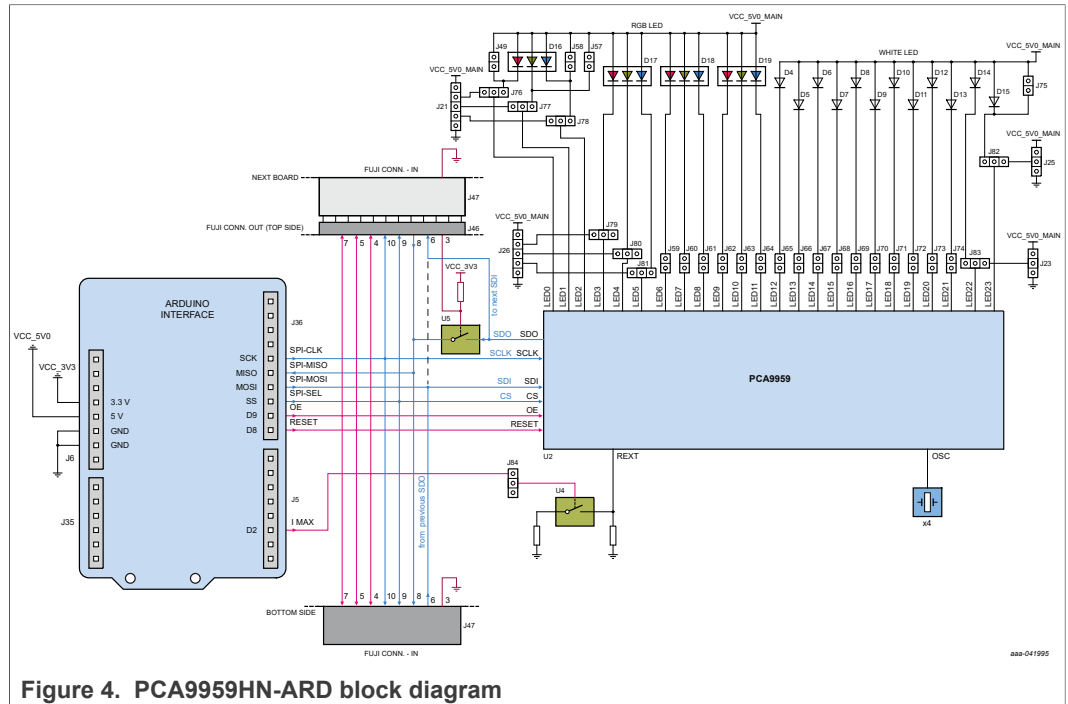 RGB LED
VCC_5V0_MAIN
J49
D16
J58
J57
WHITE LED
VCC_5V0_MAIN
VCC_5V0_MAIN
D17
D18
D19
D4
D6
D8
D10
D12
D14
D5
D7
D9
D11
D13
D15
J75
J76
J21
J77
J78
VCC_5V0_MAIN
J82
J25
FUJI CONN. - IN
NEXT BOARD
J47
FUJI CONN. OUT (TOP SIDE)
J46
7 5 4 10 9 8 6 3
VCC_5V0_MAIN
J26
J79
J80
J81
J59
J60
J61
J62
J63
J64
J65
J66
J67
J68
J69
J70
J71
J72
J73
J74
J83
VCC_5V0_MAIN
J23
VCC_3V3
to next SDI
U5
LED0
LED1
LED2
LED3
LED4
LED5
LED6
LED7
LED8
LED9
LED10
LED11
LED12
LED13
LED14
LED15
LED16
LED17
LED18
LED19
LED20
LED21
LED22
LED23
ARDUINO
INTERFACE
J36
VCC_5V0
VCC_3V3
3.3 V
5 V
GND
GND
J6
J35
SCK
MISO
MOSI
SS
D9
D8
J5
D2
SPI-CLK
SPI-MISO
SPI-MOSI
SPI-SEL
OE
RESET
I MAX
SDO SDO
SCLK SCLK
SDI SDI
CS CS
OE
RESET
PCA9959
U2
REXT
OSC
J84
U4
x4
from previous SDO
7 5 4 10 9 8 6 3
BOTTOM SIDE
J47
FUJI CONN. - IN
aaa-041995
Figure 4. PCA9959HN-ARD block diagram